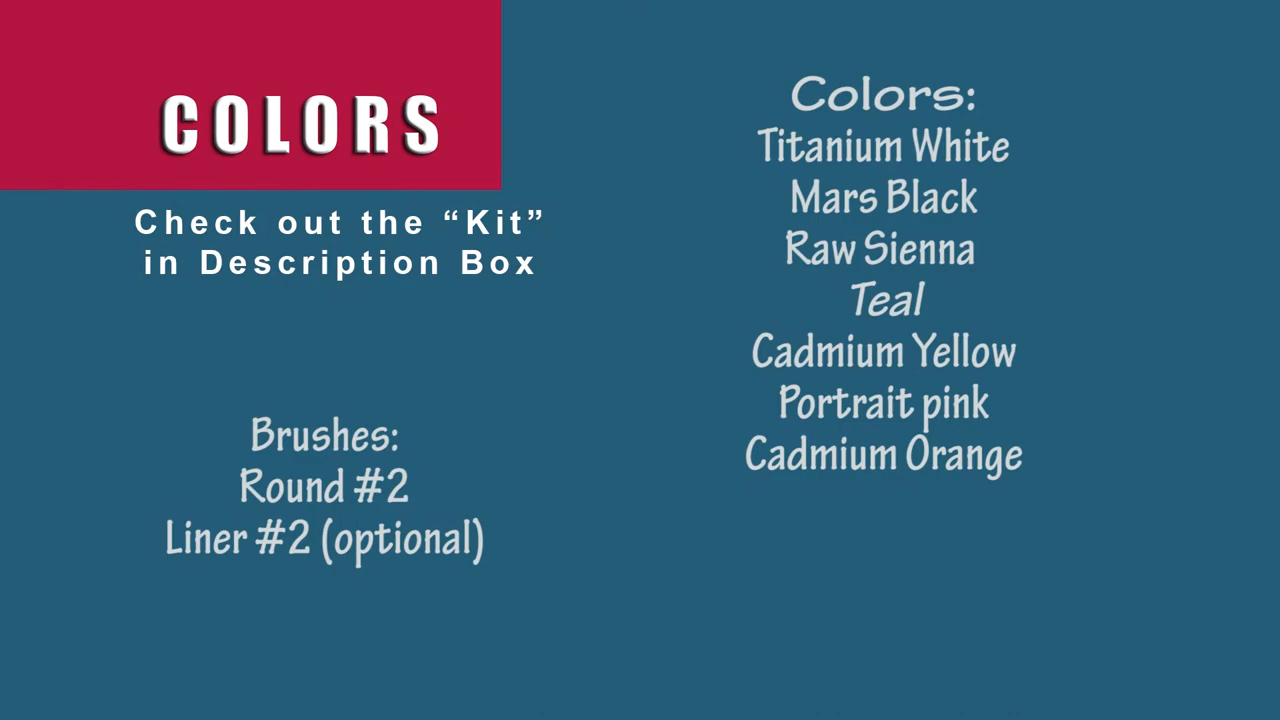 COLORS
Check out the “Kit”
in Description Box
Brushes:
Round #2
Liner #2 (optional)
Colors:
Titanium White
Mars Black
Raw Sienna
Teal
Cadmium Yellow
Portrait pink
Cadmium Orange